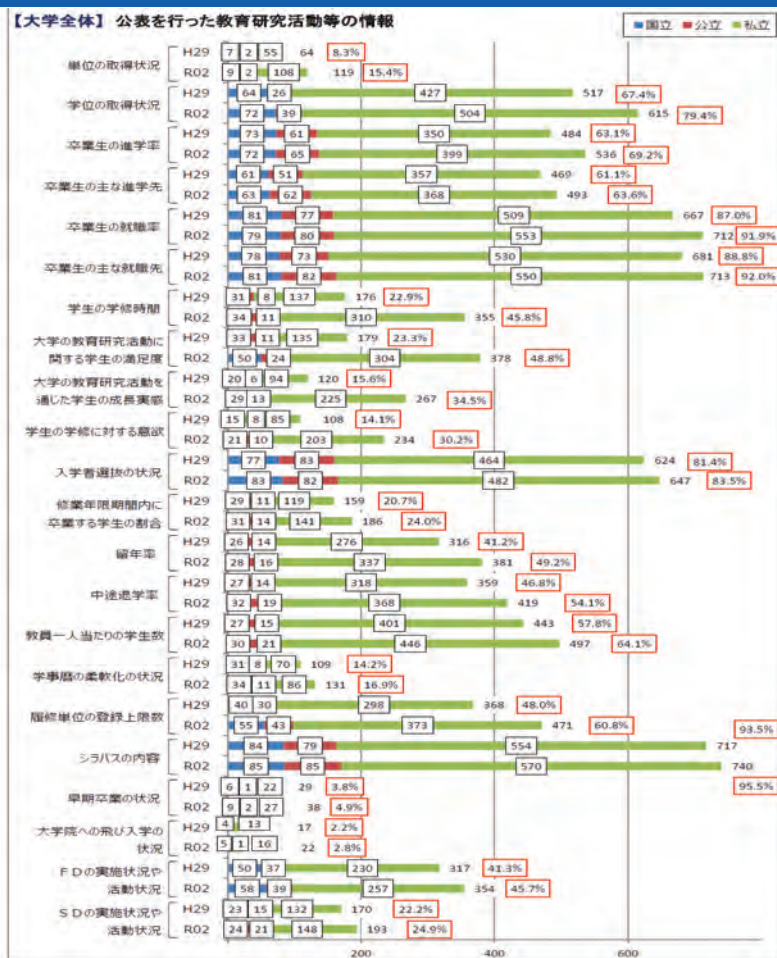 【大学全体】 公表を行った教育研究活動等の情報
国立 公立 私立
単位の取得状況
H29 7 2 55 64 8.3%
R02 9 2 108 119 15.4%
学位の取得状況
H29 64 26 427 517 67.4%
R02 72 39 504 615 79.4%
卒業生の進学率
H29 73 61 350 484 63.1%
R02 72 65 399 536 69.2%
卒業生の主な進学先
H29 61 51 357 469 61.1%
R02 63 62 368 493 63.6%
卒業生の就職率
H29 81 77 509 667 87.0%
R02 79 80 553 712 91.9%
卒業生の主な就職先
H29 78 73 530 681 88.8%
R02 81 82 550 713 92.0%
学生の学修時間
H29 31 8 137 176 22.9%
R02 34 11 310 355 45.8%
大学の教育研究活動に
関する学生の満足度
H29 33 11 135 179 23.3%
R02 50 24 304 378 48.8%
大学の教育研究活動を
通じた学生の成長実感
H29 20 6 94 120 15.6%
R02 29 13 225 267 34.5%
学生の学修に対する意欲
H29 15 8 85 108 14.1%
R02 21 10 203 234 30.2%
入学者選抜の状況
H29 77 83 464 624 81.4%
R02 83 82 482 647 83.5%
修業年限期間内に
卒業する学生の割合
H29 29 11 119 159 20.7%
R02 31 14 141 186 24.0%
留年率
H29 26 14 276 316 41.2%
R02 28 16 337 381 49.2%
中途退学率
H29 27 14 318 359 46.8%
R02 32 19 368 419 54.1%
教員一人当たりの学生数
H29 27 15 401 443 57.8%
R02 30 21 446 497 64.1%
学事暦の柔軟化の状況
H29 31 8 70 109 14.2%
R02 34 11 86 131 16.9%
履修単位の登録上限数
H29 40 30 298 368 48.0%
R02 55 43 373 471 60.8%
シラバスの内容
H29 84 79 554 717 93.5%
R02 85 85 570 740 95.5%
早期卒業の状況
H29 6 1 22 29 3.8%
R02 9 2 27 38 4.9%
大学院への飛び入学の
状況
H29 4 13 17 2.2%
R02 5 1 16 22 2.8%
FDの実施状況や
活動状況
H29 50 37 230 317 41.3%
R02 58 39 257 354 45.7%
SDの実施状況や
活動状況
H29 23 15 132 170 22.2%
R02 24 21 148 193 24.9%
200 400 600